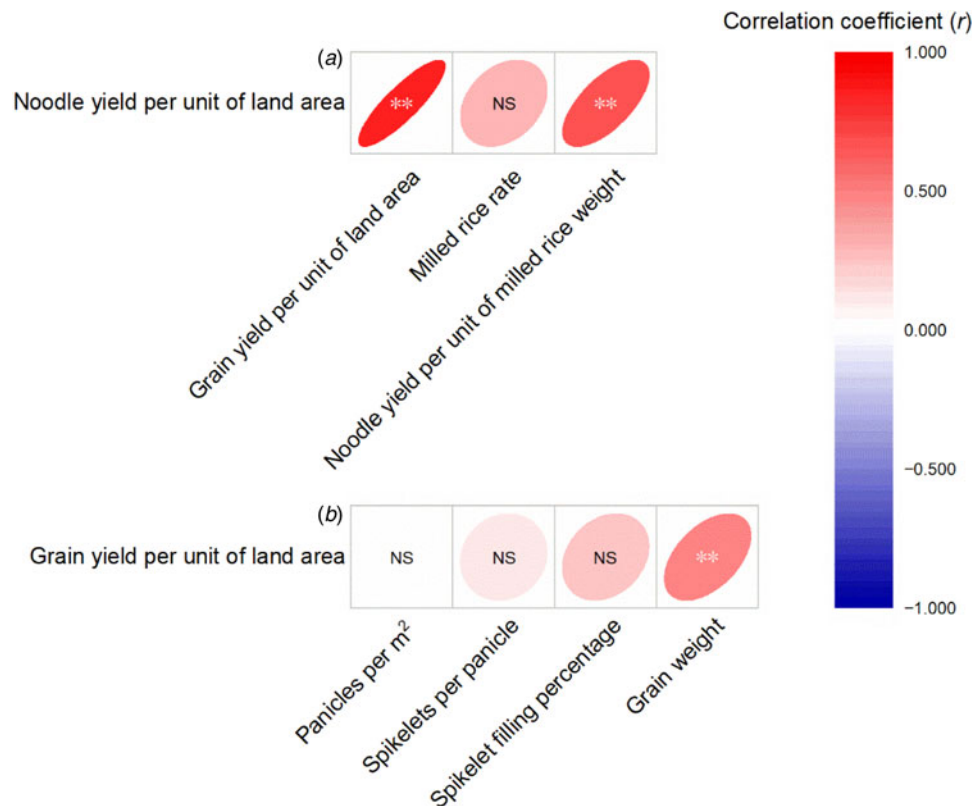 Correlation coefficient (r)
(a)
Noodle yield per unit of land area
**
NS
**
Grain yield per unit of land area
Milled rice rate
Noodle yield per unit of milled rice weight
1.000
0.500
0.000
−0.500
−1.000
(b)
Grain yield per unit of land area
NS
NS
NS
**
Panicles per m²
Spikelets per panicle
Spikelet filling percentage
Grain weight